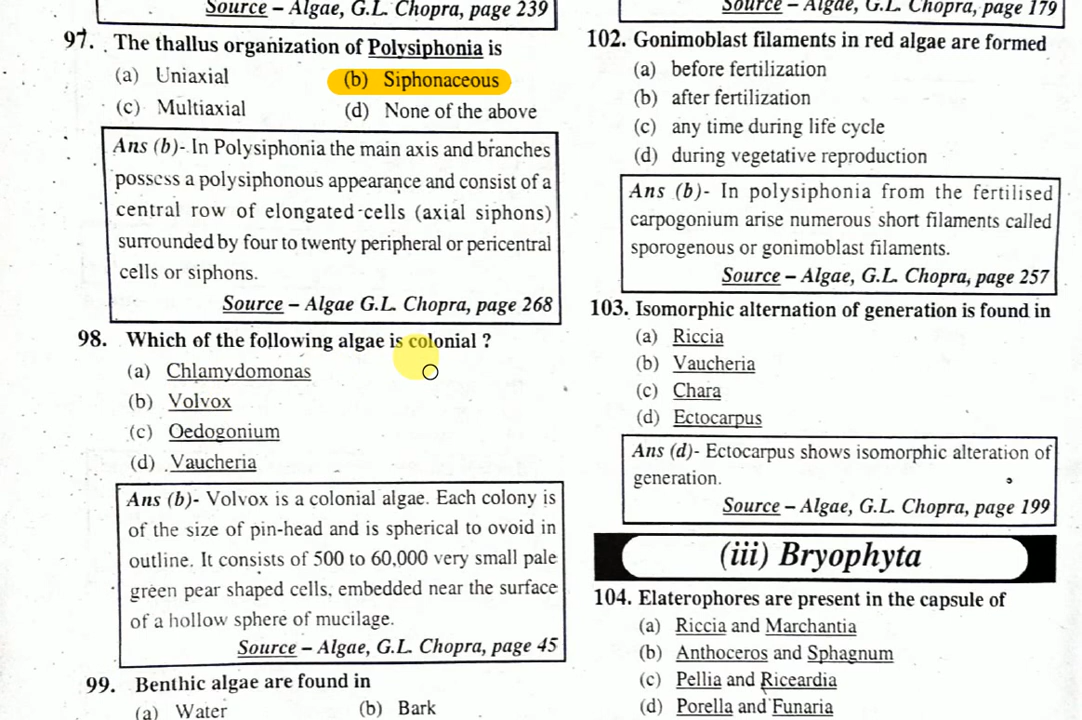 Source – Algae, G.L. Chopra, page 239
97. The thallus organization of Polysiphonia is
(a) Uniaxial (b) Siphonaceous
(c) Multiaxial (d) None of the above
Ans (b)- In Polysiphonia the main axis and branches
possess a polysiphonous appearance and consist of a
central row of elongated cells (axial siphons)
surrounded by four to twenty peripheral or pericentral
cells or siphons.
Source – Algae G.L. Chopra, page 268
98. Which of the following algae is colonial ?
(a) Chlamydomonas
(b) Volvox
(c) Oedogonium
(d) Vaucheria
Ans (b)- Volvox is a colonial algae. Each colony is
of the size of pin-head and is spherical to ovoid in
outline. It consists of 500 to 60,000 very small pale
green pear shaped cells, embedded near the surface
of a hollow sphere of mucilage.
Source – Algae, G.L. Chopra, page 45
99. Benthic algae are found in
(a) Water (b) Bark
Source – Algae, G.L. Chopra, page 179
102. Gonimoblast filaments in red algae are formed
(a) before fertilization
(b) after fertilization
(c) any time during life cycle
(d) during vegetative reproduction
Ans (b)- In polysiphonia from the fertilised
carpogonium arise numerous short filaments called
sporogenous or gonimoblast filaments.
Source – Algae, G.L. Chopra, page 257
103. Isomorphic alternation of generation is found in
(a) Riccia
(b) Vaucheria
(c) Chara
(d) Ectocarpus
Ans (d)- Ectocarpus shows isomorphic alteration of
generation.
Source – Algae, G.L. Chopra, page 199
(iii) Bryophyta
104. Elaterophores are present in the capsule of
(a) Riccia and Marchantia
(b) Anthoceros and Sphagnum
(c) Pellia and Riceardia
(d) Porella and Funaria